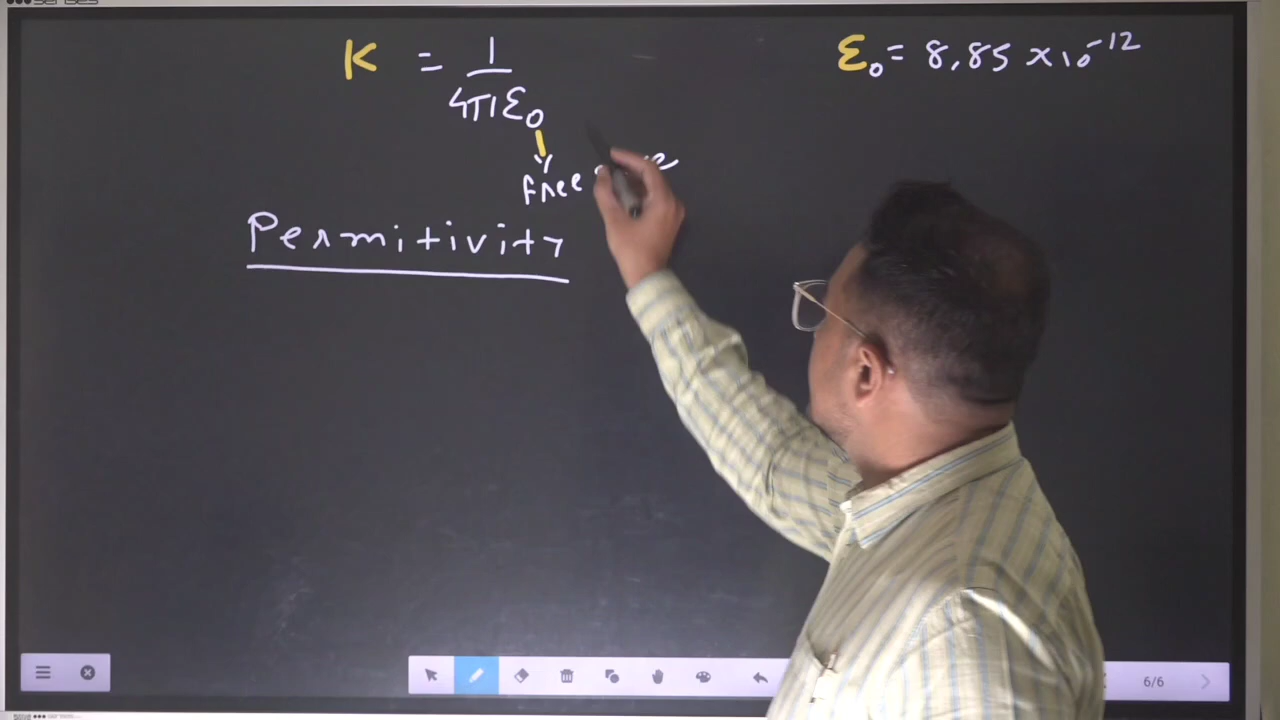 K = 1/4πε₀
ε₀ = 8.85 x 10⁻¹²
free
Permitivity
6/6